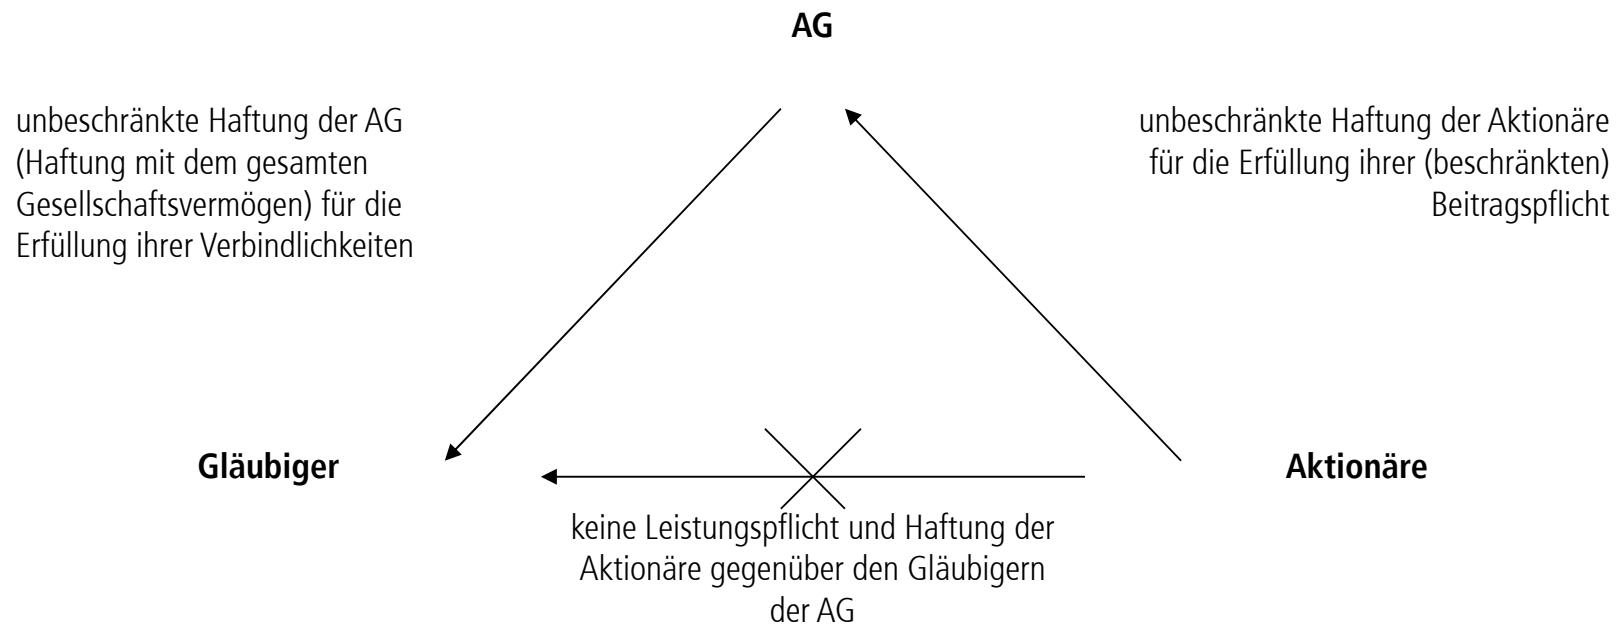 AG
unbeschränkte Haftung der AG
(Haftung mit dem gesamten
Gesellschaftsvermögen) für die
Erfüllung ihrer Verbindlichkeiten
unbeschränkte Haftung der Aktionäre
für die Erfüllung ihrer (beschränkten)
Beitragspflicht
Gläubiger
Aktionäre
keine Leistungspflicht und Haftung der
Aktionäre gegenüber den Gläubigern
der AG